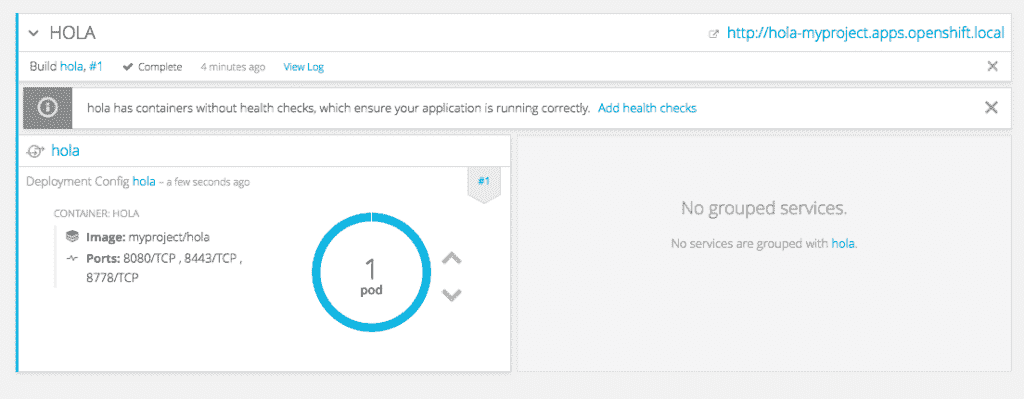 HOLA
http://hola-myproject.apps.openshift.local
Build hola, #1 Complete 4 minutes ago View Log
hola has containers without health checks, which ensure your application is running correctly. Add health checks
hola
Deployment Config hola – a few seconds ago
#1
CONTAINER: HOLA
Image: myproject/hola
Ports: 8080/TCP , 8443/TCP ,
8778/TCP
1
pod
No grouped services.
No services are grouped with hola.